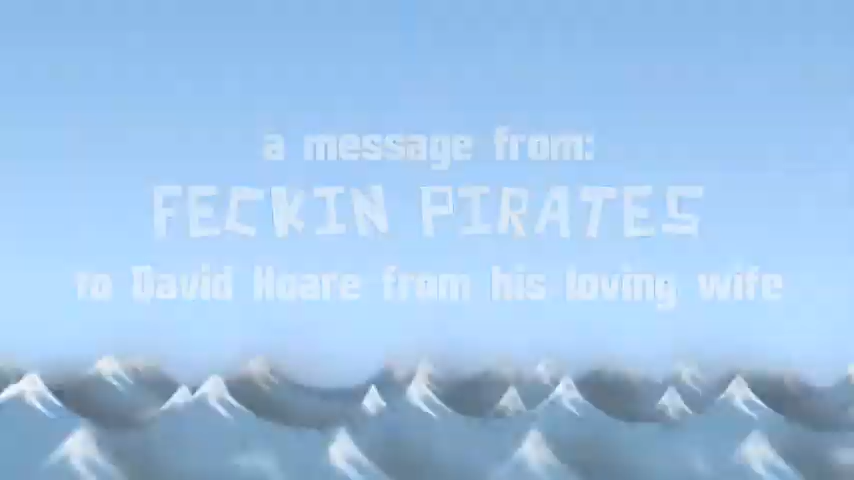 a message from:
FECKIN PIRATES
to David Hoare from his loving wife